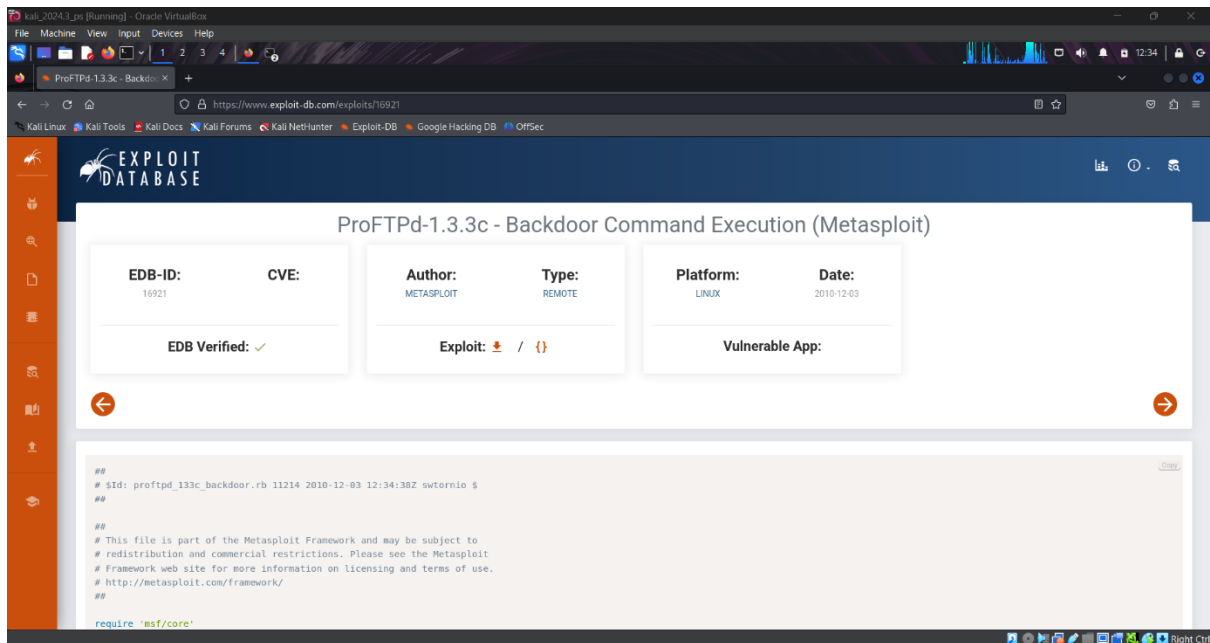 kali_2024.3_ps [Running] - Oracle VirtualBox
File Machine View Input Devices Help
1 2 3 4
12:34
ProFTPd-1.3.3c - Backdoc
https://www.exploit-db.com/exploits/16921
Kali Linux Kali Tools Kali Docs Kali Forums Kali NetHunter Exploit-DB Google Hacking DB OffSec
EXPLOIT
DATABASE
ProFTPd-1.3.3c - Backdoor Command Execution (Metasploit)
EDB-ID: CVE: Author: Type: Platform: Date:
16921 METASPLOIT REMOTE LINUX 2010-12-03
EDB Verified: Exploit: / {} Vulnerable App:
Copy
##
# $Id: proftpd_133c_backdoor.rb 11214 2010-12-03 12:34:38Z swtornio $
##
##
# This file is part of the Metasploit Framework and may be subject to
# redistribution and commercial restrictions. Please see the Metasploit
# Framework web site for more information on licensing and terms of use.
# http://metasploit.com/framework/
##
require 'msf/core'
Right Ctrl